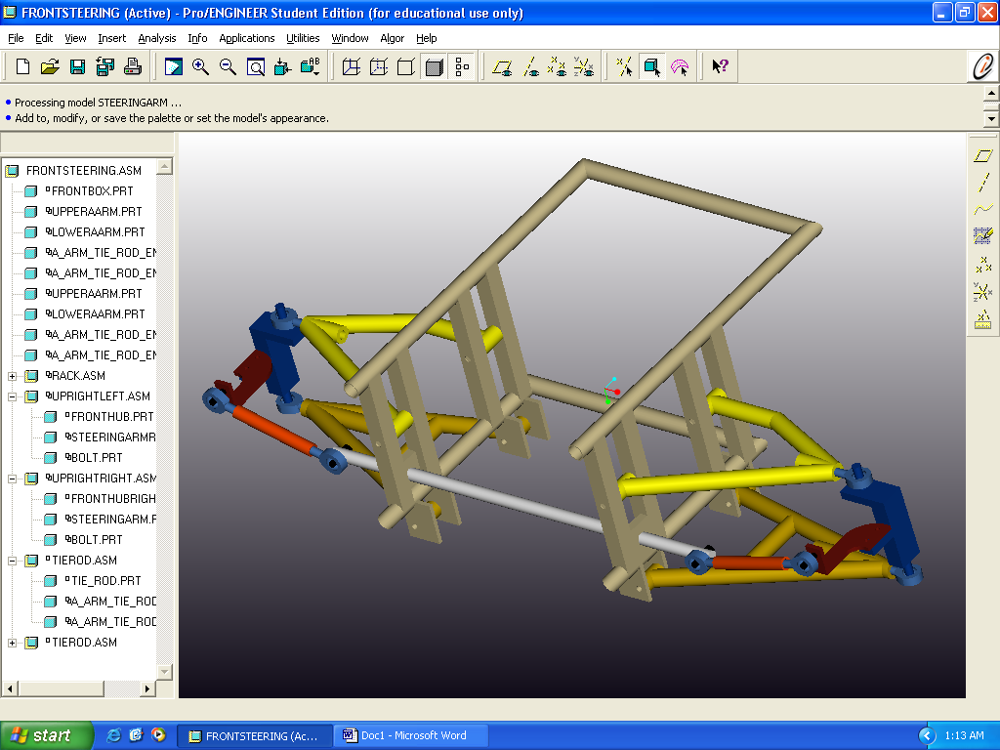 FRONTSTEERING (Active) - Pro/ENGINEER Student Edition (for educational use only)
File Edit View Insert Analysis Info Applications Utilities Window Algor Help
Processing model STEERINGARM ...
Add to, modify, or save the palette or set the model's appearance.
FRONTSTEERING.ASM
FRONTBOX.PRT
UPPERAARM.PRT
LOWERAARM.PRT
A_ARM_TIE_ROD_EN
A_ARM_TIE_ROD_EN
UPPERAARM.PRT
LOWERAARM.PRT
A_ARM_TIE_ROD_EN
A_ARM_TIE_ROD_EN
RACK.ASM
UPRIGHTLEFT.ASM
FRONTHUB.PRT
STEERINGARMR
BOLT.PRT
UPRIGHTRIGHT.ASM
FRONTHUBRIGH
STEERINGARM.P
BOLT.PRT
TIEROD.ASM
TIE_ROD.PRT
A_ARM_TIE_ROD
A_ARM_TIE_ROD
TIEROD.ASM
start FRONTSTEERING (Ac... Doc1 - Microsoft Word 1:13 AM